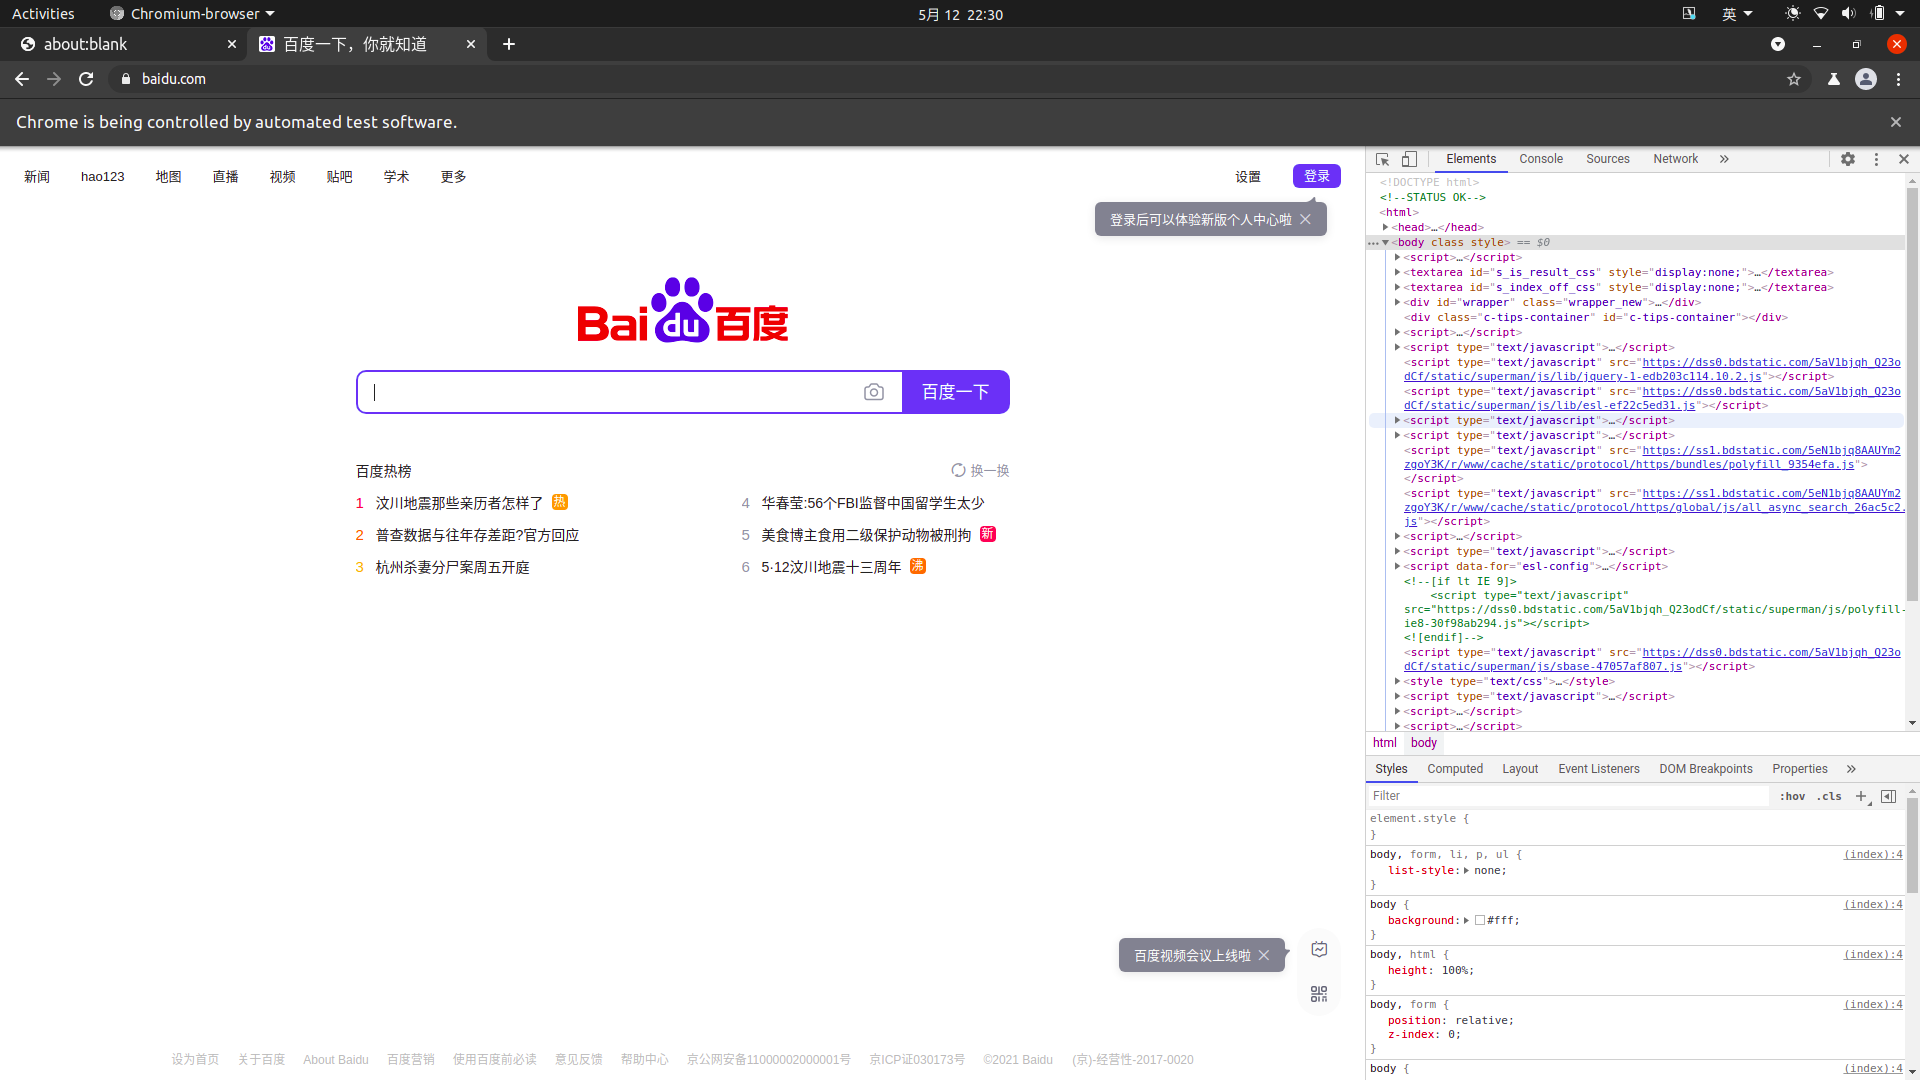 Activities
Chromium-browser
5月 12 22:30
英
about:blank
百度一下，你就知道
baidu.com
Chrome is being controlled by automated test software.
新闻
hao123
地图
直播
视频
贴吧
学术
更多
设置
登录
登录后可以体验新版个人中心啦
Bai du 百度
百度一下
百度热榜
换一换
1 汶川地震那些亲历者怎样了 热
2 普查数据与往年存差距?官方回应
3 杭州杀妻分尸案周五开庭
4 华春莹:56个FBI监督中国留学生太少
5 美食博主食用二级保护动物被刑拘 新
6 5·12汶川地震十三周年 沸
百度视频会议上线啦
设为首页
关于百度
About Baidu
百度营销
使用百度前必读
意见反馈
帮助中心
京公网安备11000002000001号
京ICP证030173号
©2021 Baidu
(京)-经营性-2017-0020
Elements
Console
Sources
Network
<!DOCTYPE html>
<!--STATUS OK-->
<html>
<head>…</head>
<body class style> == $0
<script>…</script>
<textarea id="s_is_result_css" style="display:none;">…</textarea>
<textarea id="s_index_off_css" style="display:none;">…</textarea>
<div id="wrapper" class="wrapper_new">…</div>
<div class="c-tips-container" id="c-tips-container"></div>
<script>…</script>
<script type="text/javascript">…</script>
<script type="text/javascript" src="https://dss0.bdstatic.com/5aV1bjqh_Q23o
dCf/static/superman/js/lib/jquery-1-edb203c114.10.2.js"></script>
<script type="text/javascript" src="https://dss0.bdstatic.com/5aV1bjqh_Q23o
dCf/static/superman/js/lib/esl-ef22c5ed31.js"></script>
<script type="text/javascript">…</script>
<script type="text/javascript">…</script>
<script type="text/javascript" src="https://ss1.bdstatic.com/5eN1bjq8AAUYm2
zgoY3K/r/www/cache/static/protocol/https/bundles/polyfill_9354efa.js">
</script>
<script type="text/javascript" src="https://ss1.bdstatic.com/5eN1bjq8AAUYm2
zgoY3K/r/www/cache/static/protocol/https/global/js/all_async_search_26ac5c2.
js"></script>
<script>…</script>
<script type="text/javascript">…</script>
<script data-for="esl-config">…</script>
<!--[if lt IE 9]>
<script type="text/javascript"
src="https://dss0.bdstatic.com/5aV1bjqh_Q23odCf/static/superman/js/polyfill-
ie8-30f98ab294.js"></script>
<![endif]-->
<script type="text/javascript" src="https://dss0.bdstatic.com/5aV1bjqh_Q23o
dCf/static/superman/js/sbase-47057af807.js"></script>
<style type="text/css">…</style>
<script type="text/javascript">…</script>
<script>…</script>
<script>…</script>
html
body
Styles
Computed
Layout
Event Listeners
DOM Breakpoints
Properties
Filter
:hov
.cls
element.style {
}
body, form, li, p, ul {
(index):4
list-style: none;
}
body {
(index):4
background: #fff;
}
body, html {
(index):4
height: 100%;
}
body, form {
(index):4
position: relative;
z-index: 0;
}
body {
(index):4